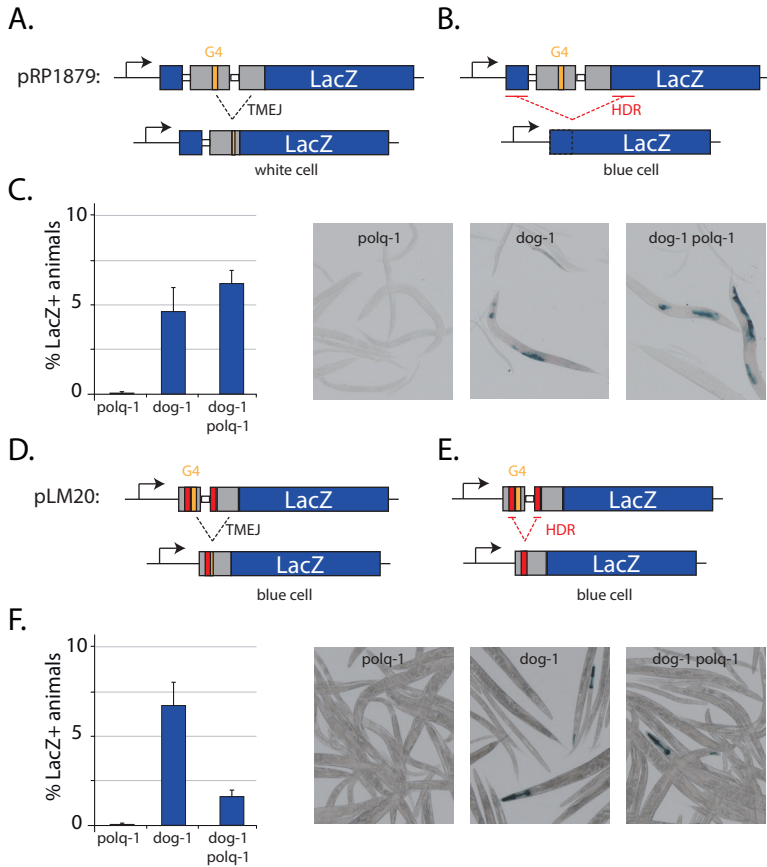 A.
G4
pRP1879:
LacZ
TMEJ
LacZ
white cell
B.
G4
LacZ
HDR
LacZ
blue cell
C.
% LacZ+ animals
10
5
0
polq-1
dog-1
dog-1
polq-1
polq-1
dog-1
dog-1 polq-1
D.
G4
pLM20:
LacZ
TMEJ
LacZ
blue cell
E.
G4
LacZ
HDR
LacZ
blue cell
F.
% LacZ+ animals
10
5
0
polq-1
dog-1
dog-1
polq-1
polq-1
dog-1
dog-1 polq-1